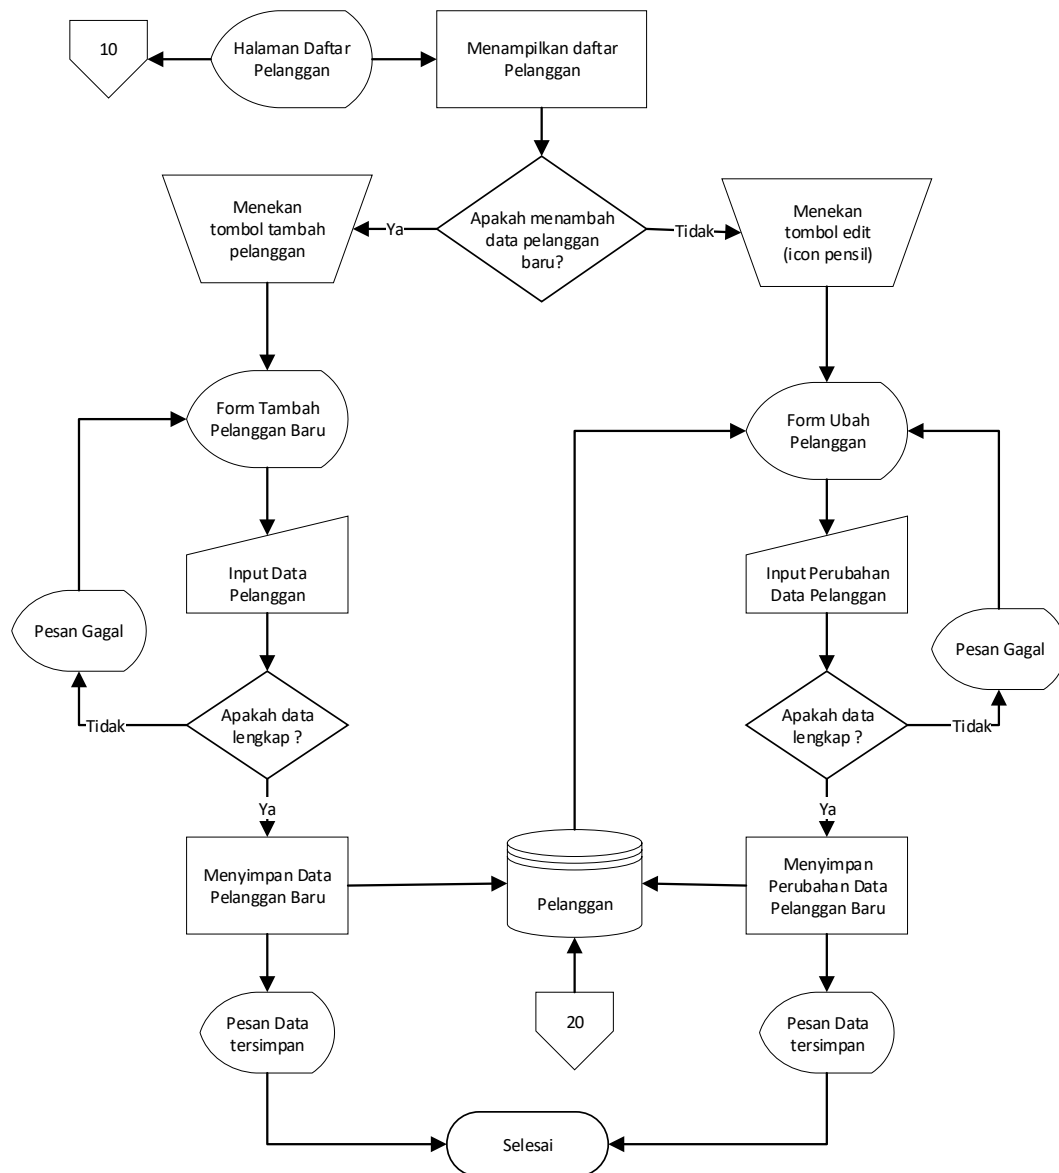 10
Halaman Daftar
Pelanggan
Menampilkan daftar
Pelanggan
Menekan
tombol tambah
pelanggan
Ya
Apakah menambah
data pelanggan
baru?
Tidak
Menekan
tombol edit
(icon pensil)
Form Tambah
Pelanggan Baru
Form Ubah
Pelanggan
Input Data
Pelanggan
Input Perubahan
Data Pelanggan
Pesan Gagal
Pesan Gagal
Tidak
Apakah data
lengkap ?
Apakah data
lengkap ?
Tidak
Ya
Ya
Menyimpan Data
Pelanggan Baru
Pelanggan
Menyimpan
Perubahan Data
Pelanggan Baru
Pesan Data
tersimpan
20
Pesan Data
tersimpan
Selesai